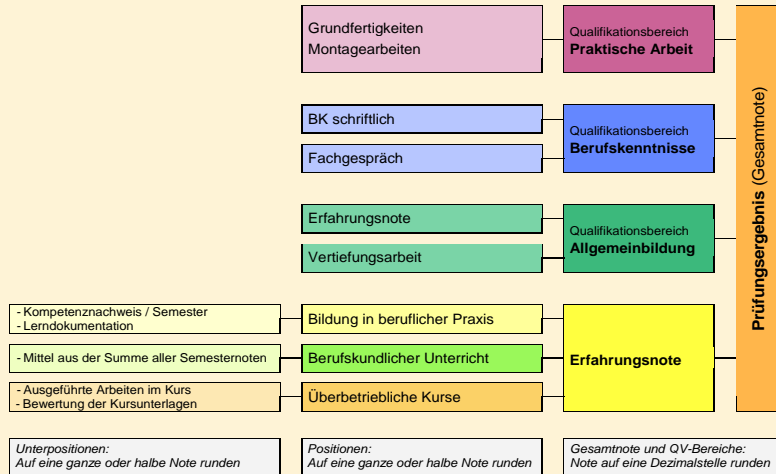 Grundfertigkeiten
Montagearbeiten
Qualifikationsbereich
Praktische Arbeit
BK schriftlich
Fachgespräch
Qualifikationsbereich
Berufskenntnisse
Erfahrungsnote
Vertiefungsarbeit
Qualifikationsbereich
Allgemeinbildung
- Kompetenznachweis / Semester
- Lerndokumentation
Bildung in beruflicher Praxis
- Mittel aus der Summe aller Semesternoten
Berufskundlicher Unterricht
Erfahrungsnote
- Ausgeführte Arbeiten im Kurs
- Bewertung der Kursunterlagen
Überbetriebliche Kurse
Prüfungsergebnis (Gesamtnote)
Unterpositionen:
Auf eine ganze oder halbe Note runden
Positionen:
Auf eine ganze oder halbe Note runden
Gesamtnote und QV-Bereiche:
Note auf eine Dezimalstelle runden